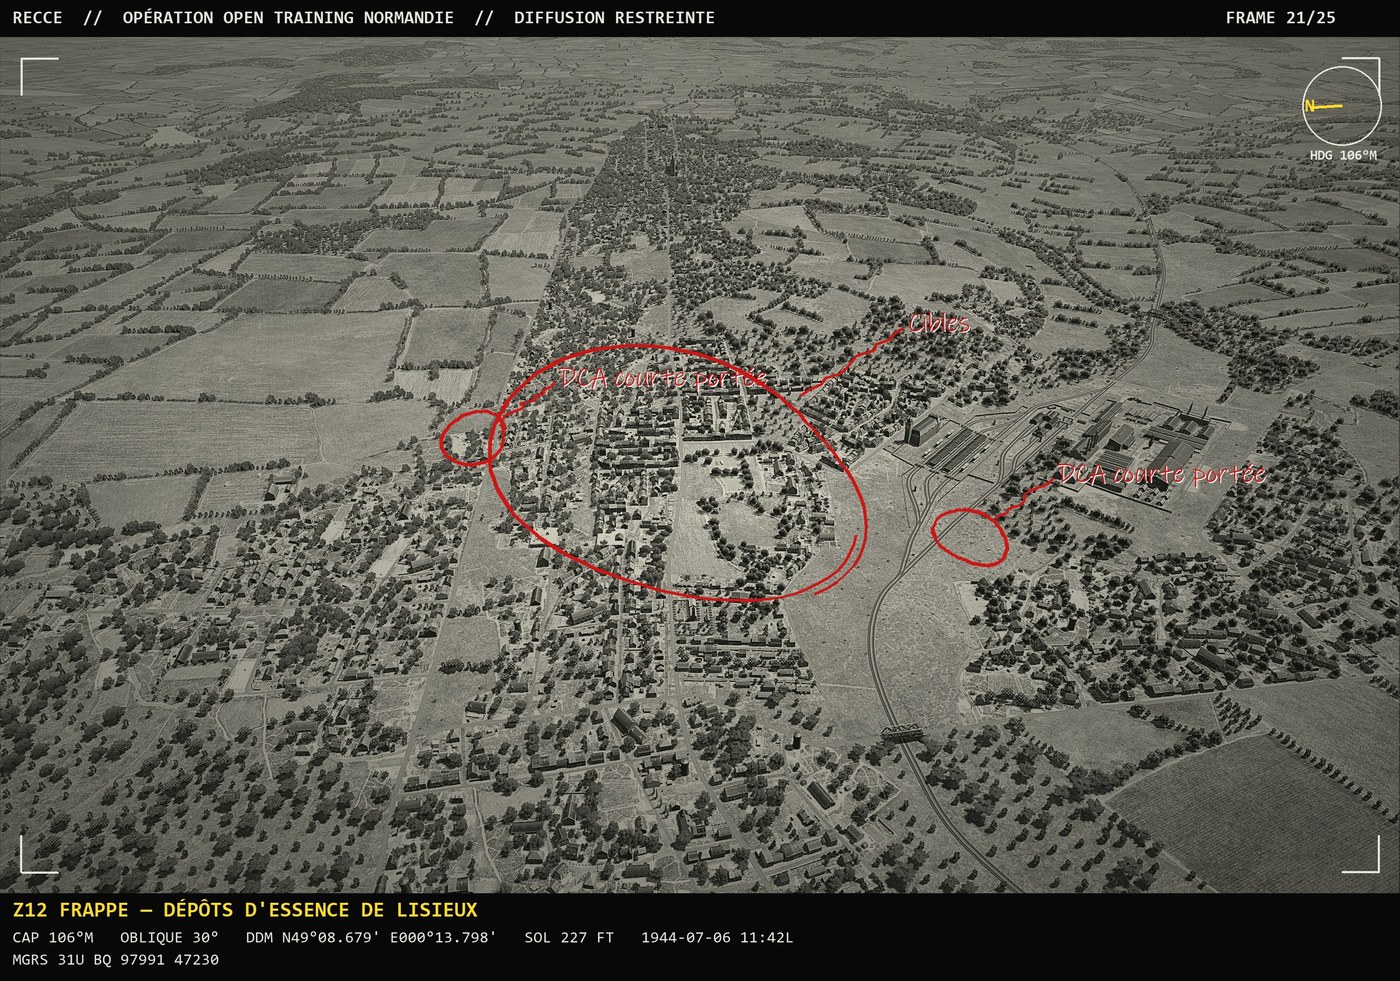 RECCE // OPÉRATION OPEN TRAINING NORMANDIE // DIFFUSION RESTREINTE FRAME 21/25
N
HDG 106°M
Cibles
DCA courte portée
DCA courte portée
Z12 FRAPPE — DÉPÔTS D'ESSENCE DE LISIEUX
CAP 106°M OBLIQUE 30° DDM N49°08.679' E000°13.798' SOL 227 FT 1944-07-06 11:42L
MGRS 31U BQ 97991 47230